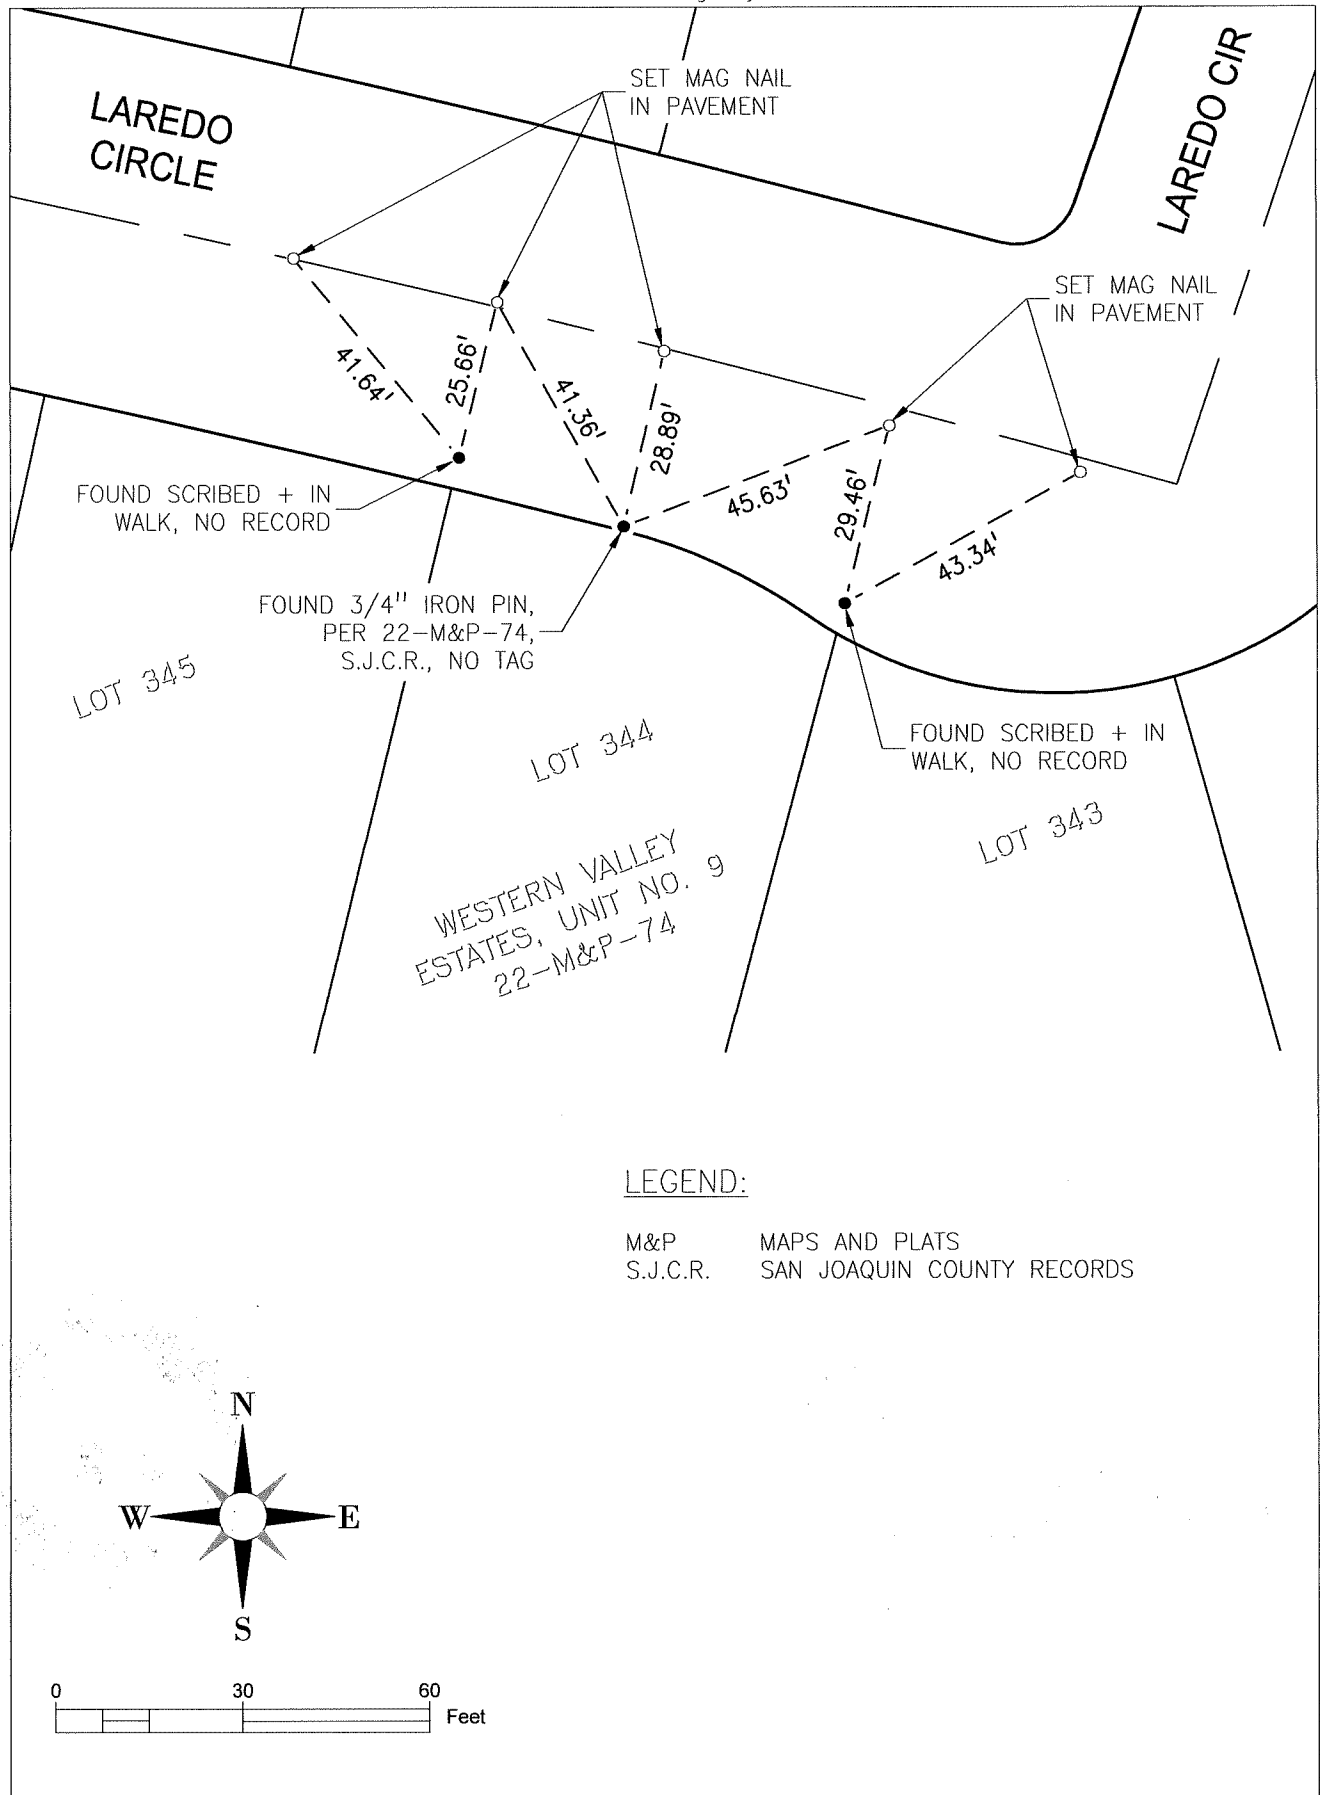 SET MAG NAIL
IN PAVEMENT
LAREDO
CIRCLE
LAREDO CIR
SET MAG NAIL
IN PAVEMENT
41.64'
25.66'
41.36'
28.89'
45.63'
29.46'
43.34'
FOUND SCRIBED + IN
WALK, NO RECORD
FOUND 3/4" IRON PIN,
PER 22-M&P-74,
S.J.C.R., NO TAG
LOT 345
LOT 344
FOUND SCRIBED + IN
WALK, NO RECORD
LOT 343
WESTERN VALLEY
ESTATES, UNIT NO. 9
22-M&P-74
LEGEND:
M&P MAPS AND PLATS
S.J.C.R. SAN JOAQUIN COUNTY RECORDS
N
W E
S
0 30 60
Feet